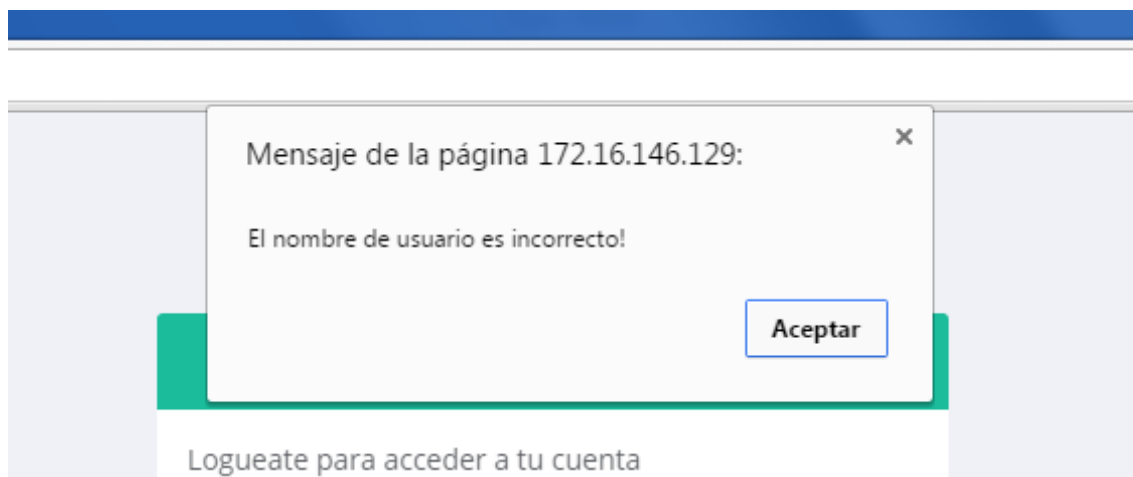 Mensaje de la página 172.16.146.129:
El nombre de usuario es incorrecto!
Aceptar
Logueate para acceder a tu cuenta